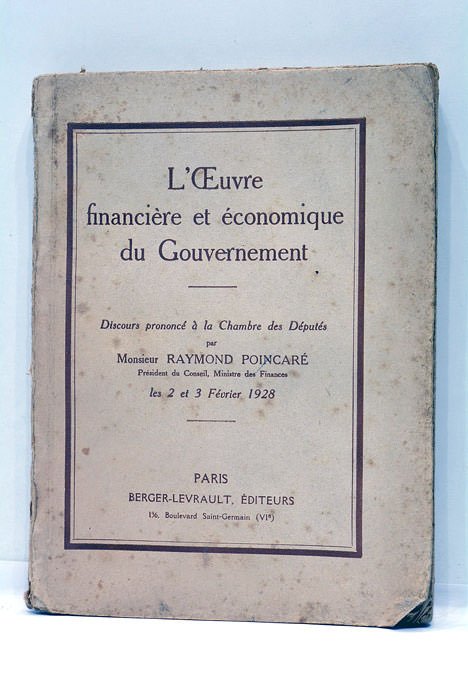 L'Œuvre
financière et économique
du Gouvernement
Discours prononcé à la Chambre des Députés
par
Monsieur RAYMOND POINCARÉ
Président du Conseil, Ministre des Finances
les 2 et 3 Février 1928
PARIS
BERGER-LEVRAULT, ÉDITEURS
136, Boulevard Saint-Germain (VIᵉ)